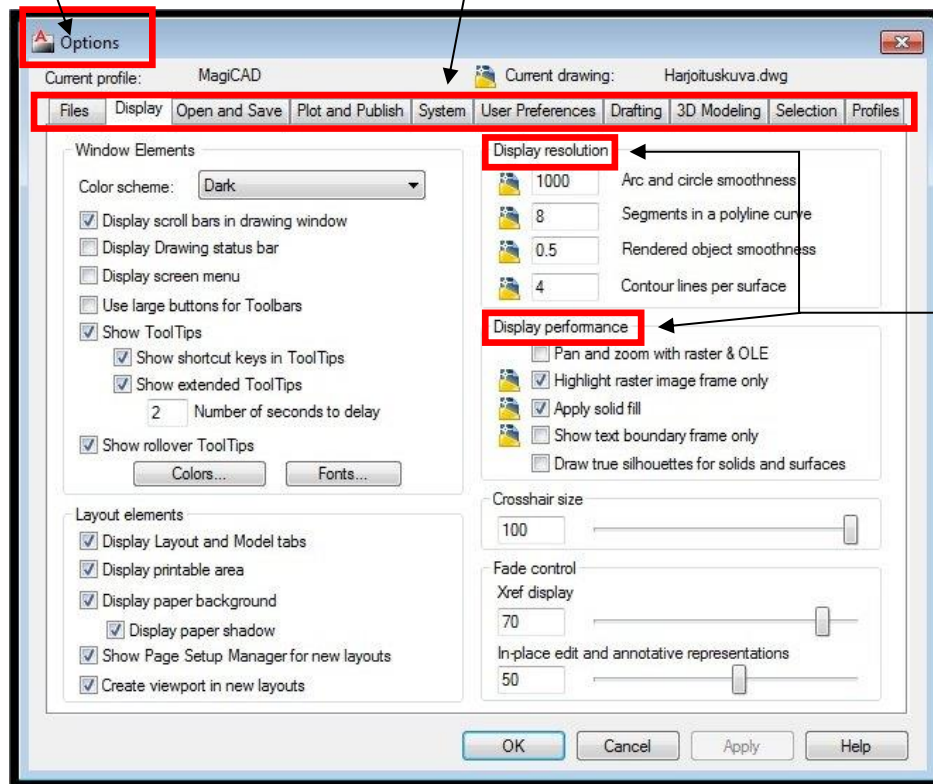 Options
Current profile: MagiCAD Current drawing: Harjoituskuva.dwg
Files Display Open and Save Plot and Publish System User Preferences Drafting 3D Modeling Selection Profiles
Window Elements
Color scheme: Dark
Display scroll bars in drawing window
Display Drawing status bar
Display screen menu
Use large buttons for Toolbars
Show ToolTips
Show shortcut keys in ToolTips
Show extended ToolTips
2 Number of seconds to delay
Show rollover ToolTips
Colors... Fonts...
Layout elements
Display Layout and Model tabs
Display printable area
Display paper background
Display paper shadow
Show Page Setup Manager for new layouts
Create viewport in new layouts
Display resolution
1000 Arc and circle smoothness
8 Segments in a polyline curve
0.5 Rendered object smoothness
4 Contour lines per surface
Display performance
Pan and zoom with raster & OLE
Highlight raster image frame only
Apply solid fill
Show text boundary frame only
Draw true silhouettes for solids and surfaces
Crosshair size
100
Fade control
Xref display
70
In-place edit and annotative representations
50
OK Cancel Apply Help